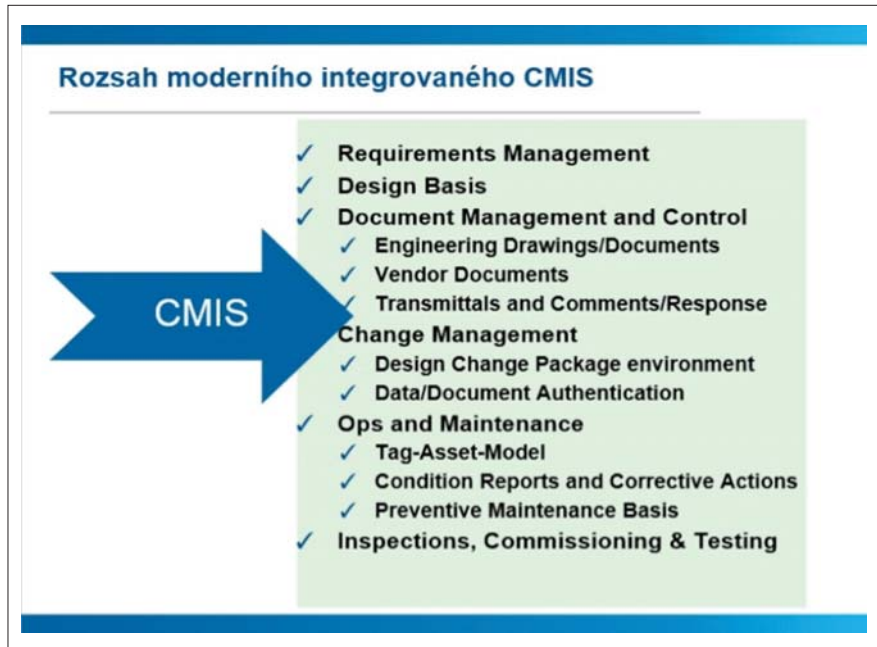 Rozsah moderního integrovaného CMIS
✓ Requirements Management
✓ Design Basis
✓ Document Management and Control
✓ Engineering Drawings/Documents
✓ Vendor Documents
✓ Transmittals and Comments/Response
CMIS
Change Management
✓ Design Change Package environment
✓ Data/Document Authentication
✓ Ops and Maintenance
✓ Tag-Asset-Model
✓ Condition Reports and Corrective Actions
✓ Preventive Maintenance Basis
✓ Inspections, Commissioning & Testing